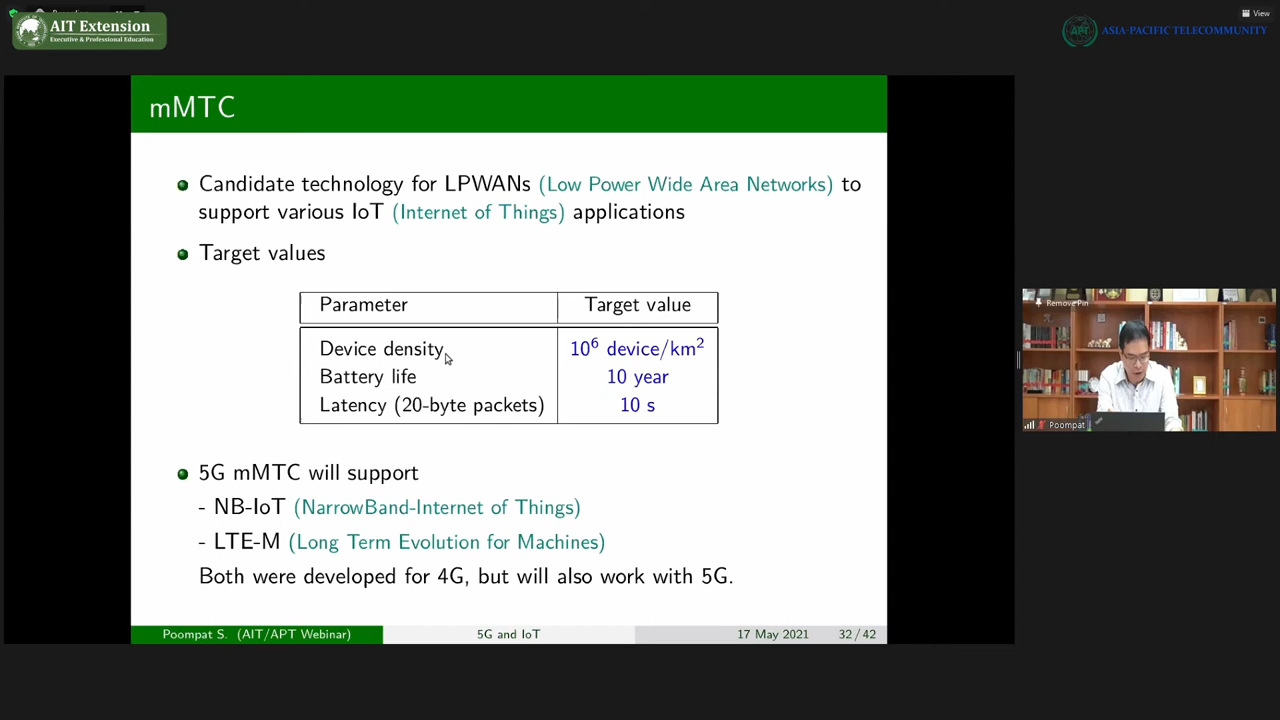 View
AIT Extension
Executive & Professional Education
ASIA-PACIFIC TELECOMMUNITY
mMTC
Candidate technology for LPWANs (Low Power Wide Area Networks) to
support various IoT (Internet of Things) applications
Target values
Parameter Target value
Device density 10⁶ device/km²
Battery life 10 year
Latency (20-byte packets) 10 s
5G mMTC will support
- NB-IoT (NarrowBand-Internet of Things)
- LTE-M (Long Term Evolution for Machines)
Both were developed for 4G, but will also work with 5G.
Poompat S. (AIT/APT Webinar) 5G and IoT 17 May 2021 32/42
Remove Pin
Poompat